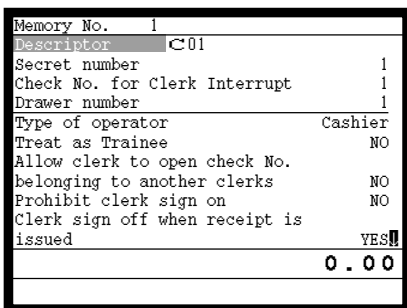 Memory No. 1
Descriptor C01
Secret number 1
Check No. for Clerk Interrupt 1
Drawer number 1
Type of operator Cashier
Treat as Trainee NO
Allow clerk to open check No.
belonging to another clerks NO
Prohibit clerk sign on NO
Clerk sign off when receipt is
issued YES
0.00